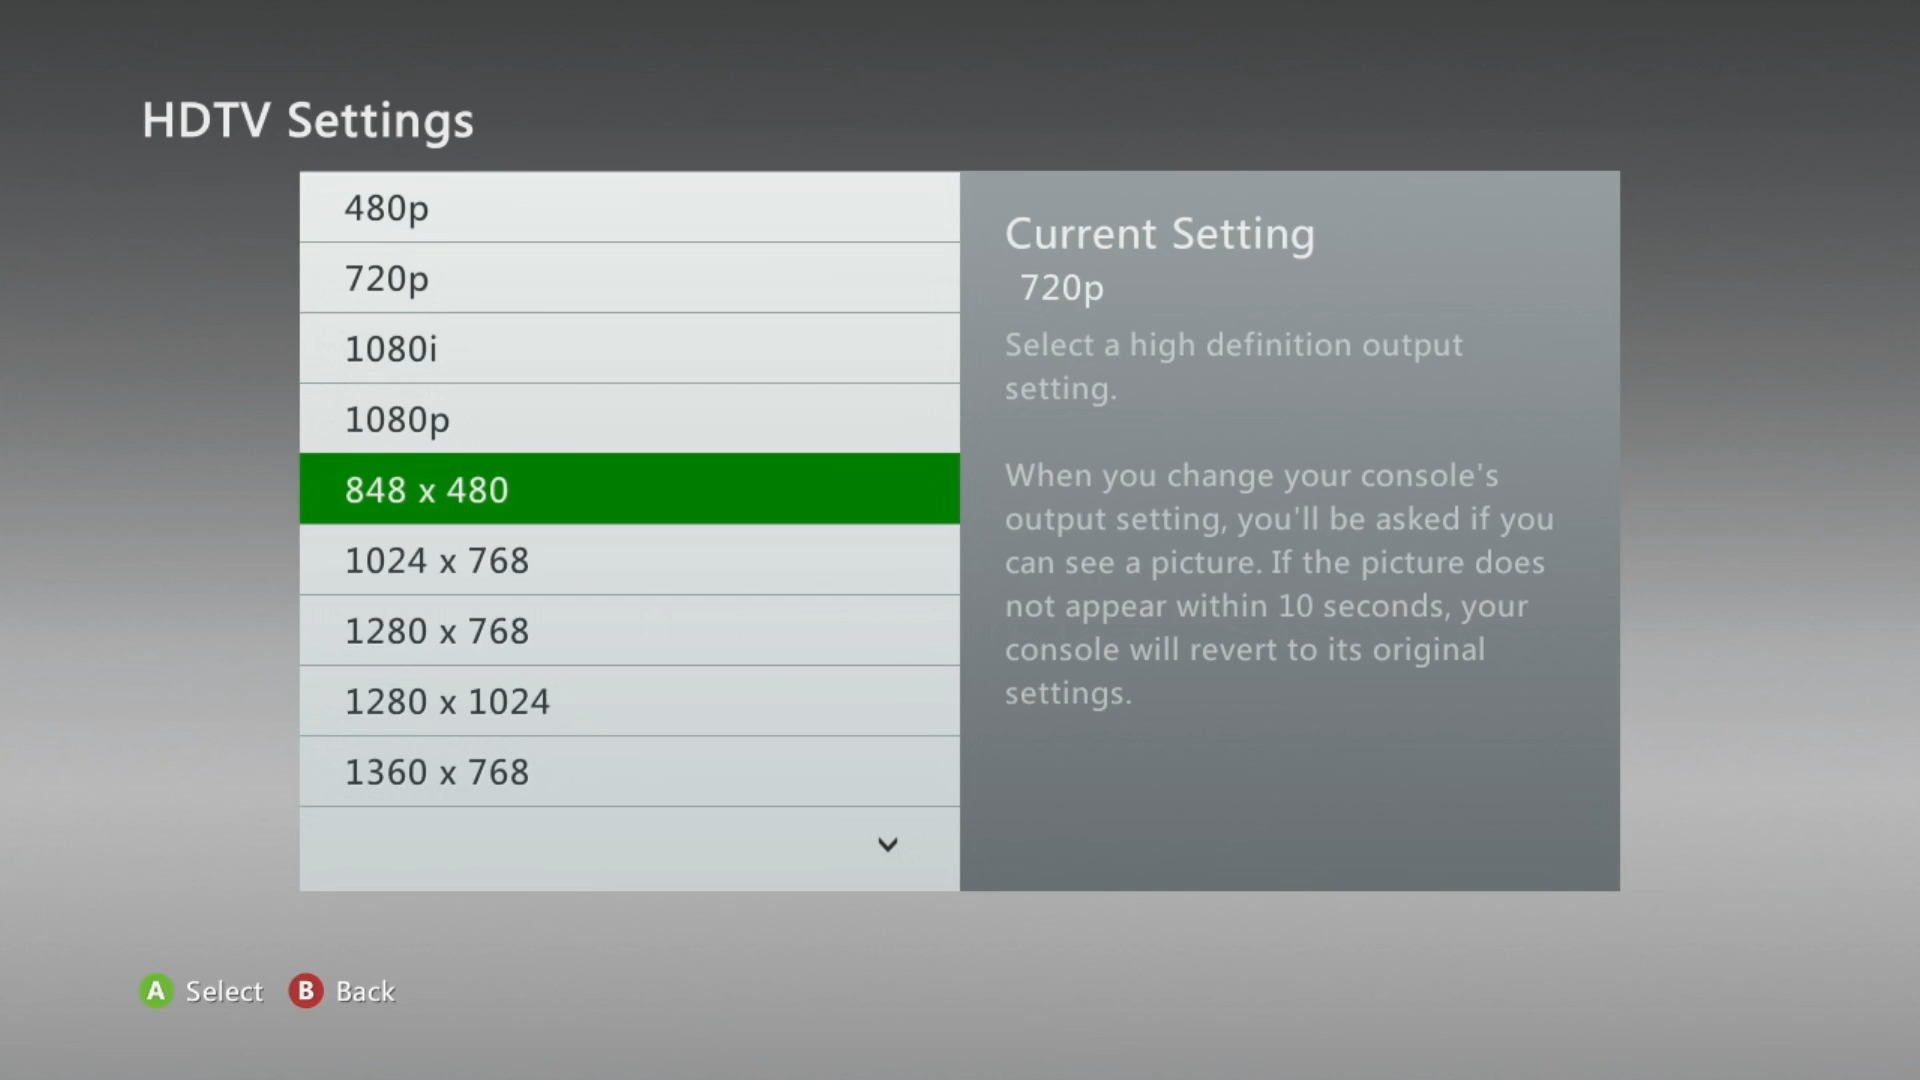 HDTV Settings
480p
720p
1080i
1080p
848 x 480
1024 x 768
1280 x 768
1280 x 1024
1360 x 768
Current Setting
720p
Select a high definition output
setting.
When you change your console's
output setting, you'll be asked if you
can see a picture. If the picture does
not appear within 10 seconds, your
console will revert to its original
settings.
A Select B Back